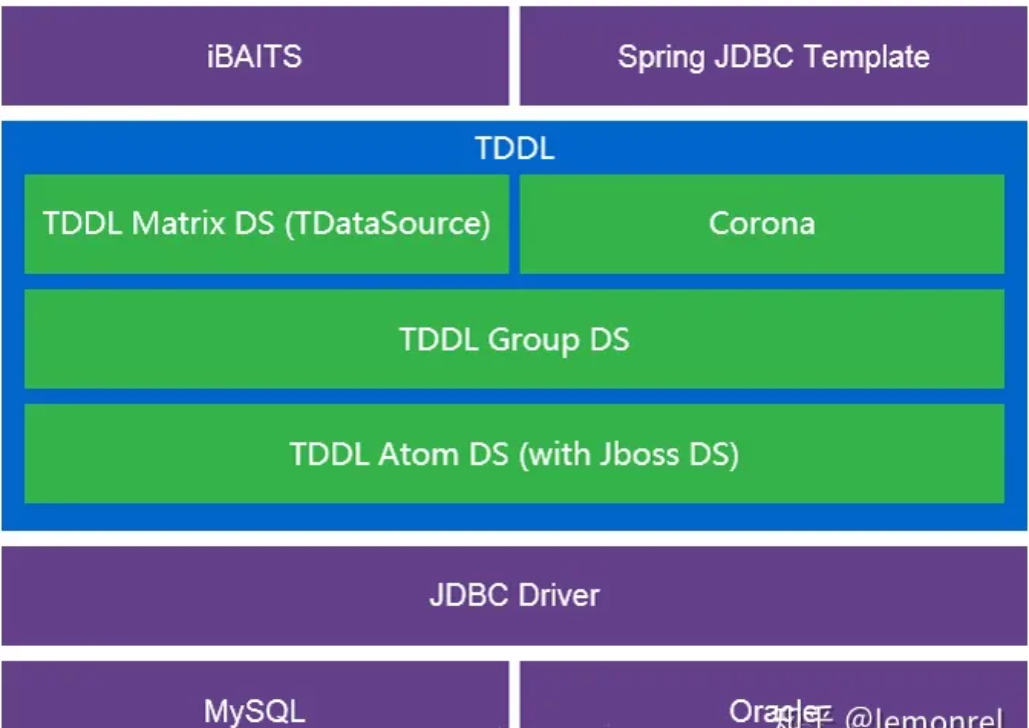 iBAITS
Spring JDBC Template
TDDL
TDDL Matrix DS (TDataSource)
Corona
TDDL Group DS
TDDL Atom DS (with Jboss DS)
JDBC Driver
MySQL
Oracle
知乎 @lemonrel